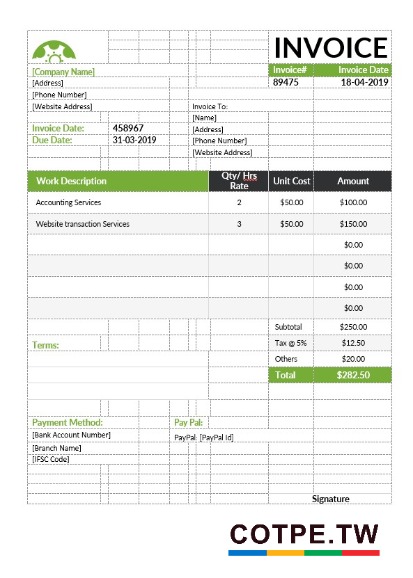 INVOICE
[Company Name]
Invoice# Invoice Date
[Address]
89475 18-04-2019
[Phone Number]
[Website Address] Invoice To:
[Name]
Invoice Date: 458967 [Address]
Due Date: 31-03-2019 [Phone Number]
[Website Address]
Work Description Qty/ Hrs Rate Unit Cost Amount
Accounting Services 2 $50.00 $100.00
Website transaction Services 3 $50.00 $150.00
$0.00
$0.00
$0.00
$0.00
Subtotal $250.00
Terms: Tax @ 5% $12.50
Others $20.00
Total $282.50
Payment Method: Pay Pal:
[Bank Account Number] PayPal: [PayPal Id]
[Branch Name]
[IFSC Code]
Signature
COTPE.TW